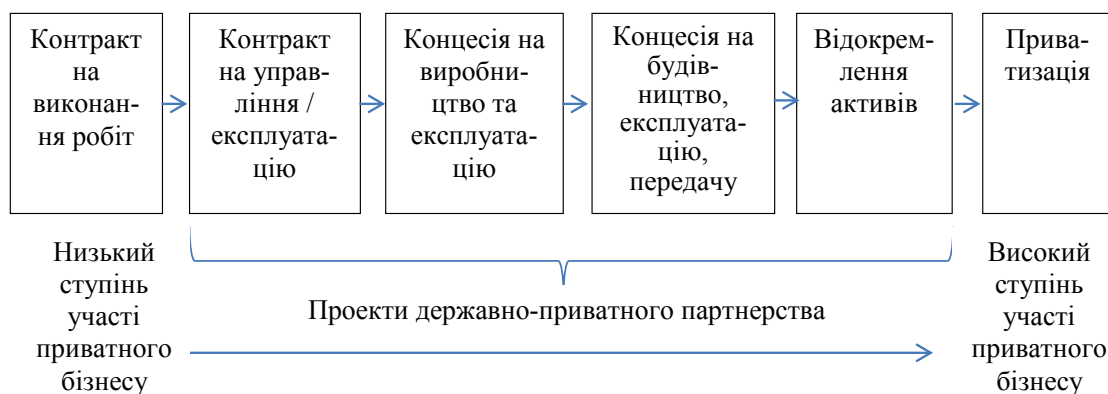 Контракт
на
виконан-
ня робіт
Контракт
на управ-
ління /
експлуата-
цію
Концесія на
виробни-
цтво та
експлуата-
цію
Концесія на
будів-
ництво,
експлуата-
цію,
передачу
Відокрем-
лення
активів
Прива-
тизація
Низький
ступінь
участі
приватного
бізнесу
Проекти державно-приватного партнерства
Високий
ступінь
участі
приватного
бізнесу